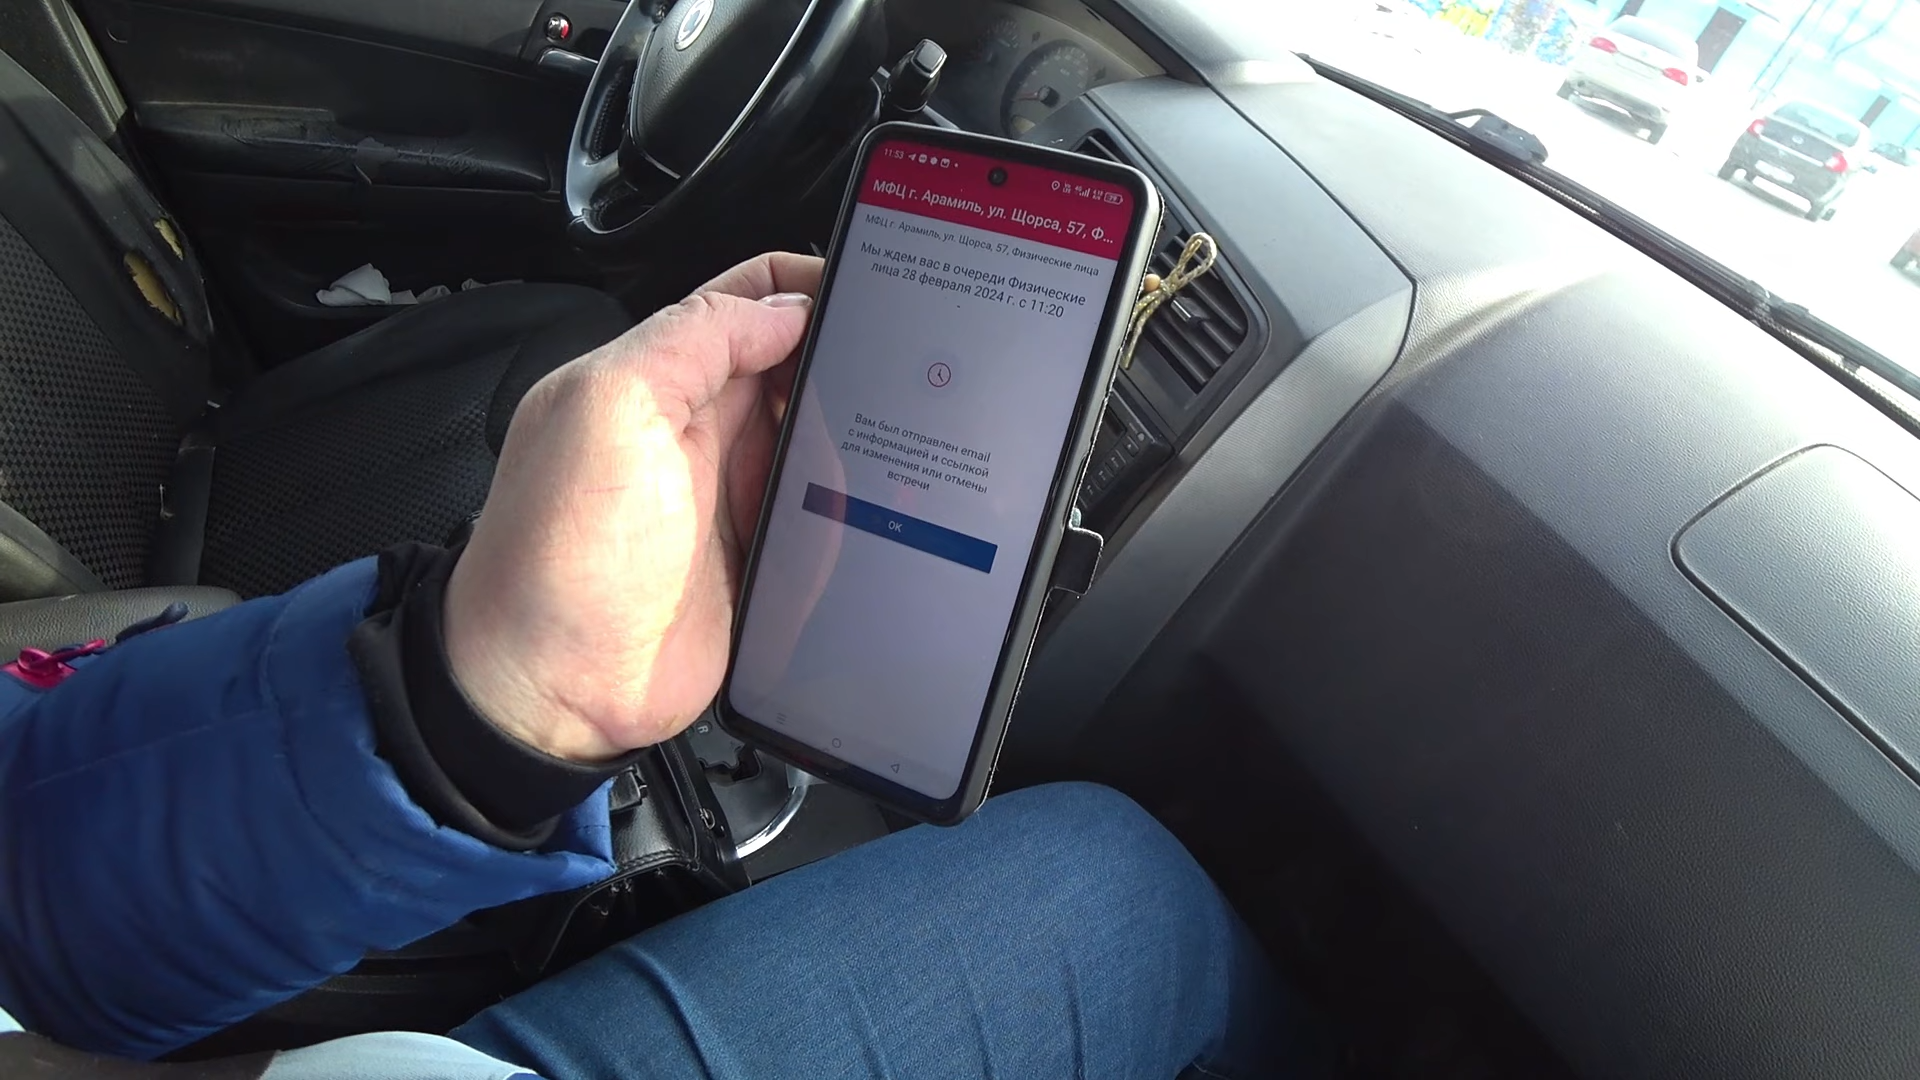 11:53
МФЦ г. Арамиль, ул. Щорса, 57, Ф...
МФЦ г. Арамиль, ул. Щорса, 57, Физические лица
Мы ждем вас в очереди Физические
лица 28 февраля 2024 г. с 11:20
-
Вам был отправлен email
с информацией и ссылкой
для изменения или отмены
встречи
OK
R